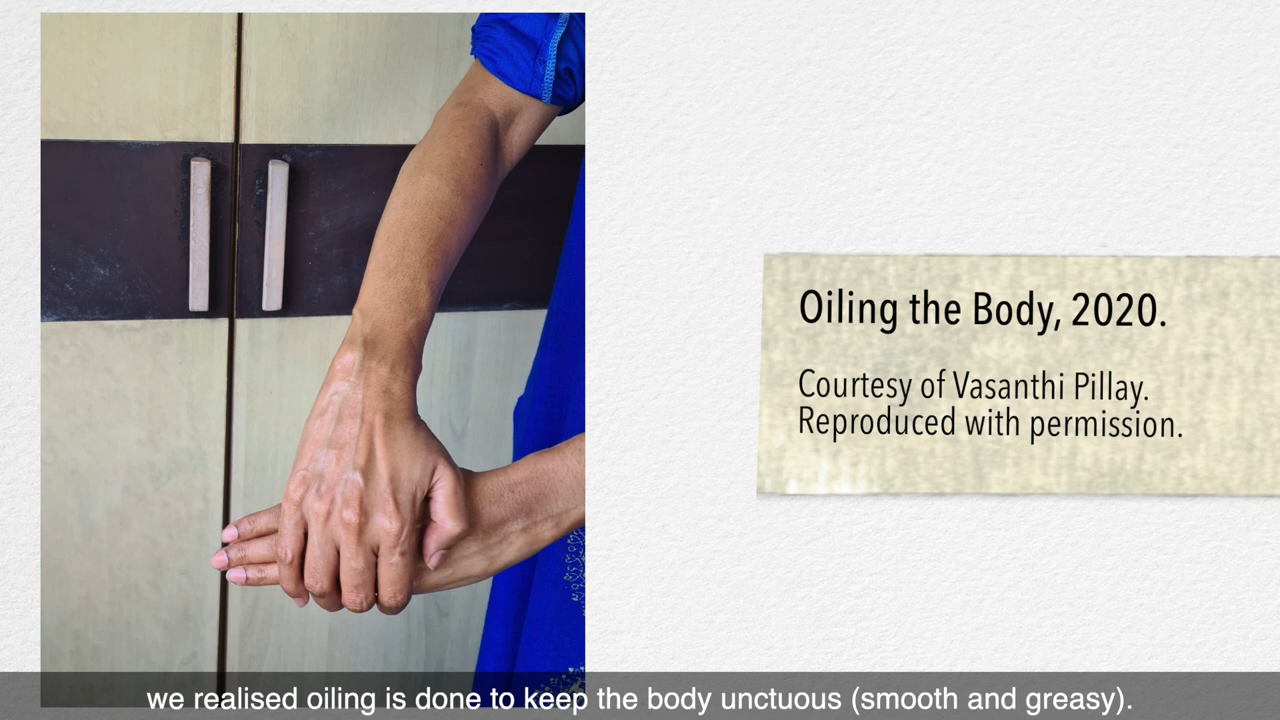 Oiling the Body, 2020.
Courtesy of Vasanthi Pillay.
Reproduced with permission.
we realised oiling is done to keep the body unctuous (smooth and greasy).